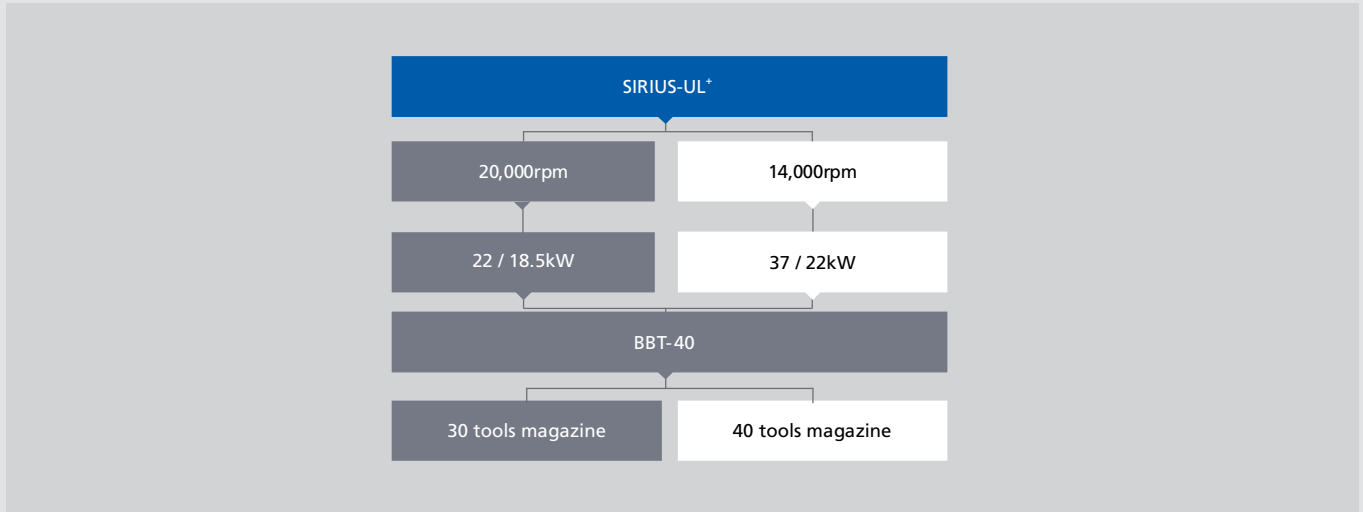 SIRIUS-UL⁺
20,000rpm
14,000rpm
22 / 18.5kW
37 / 22kW
BBT-40
30 tools magazine
40 tools magazine